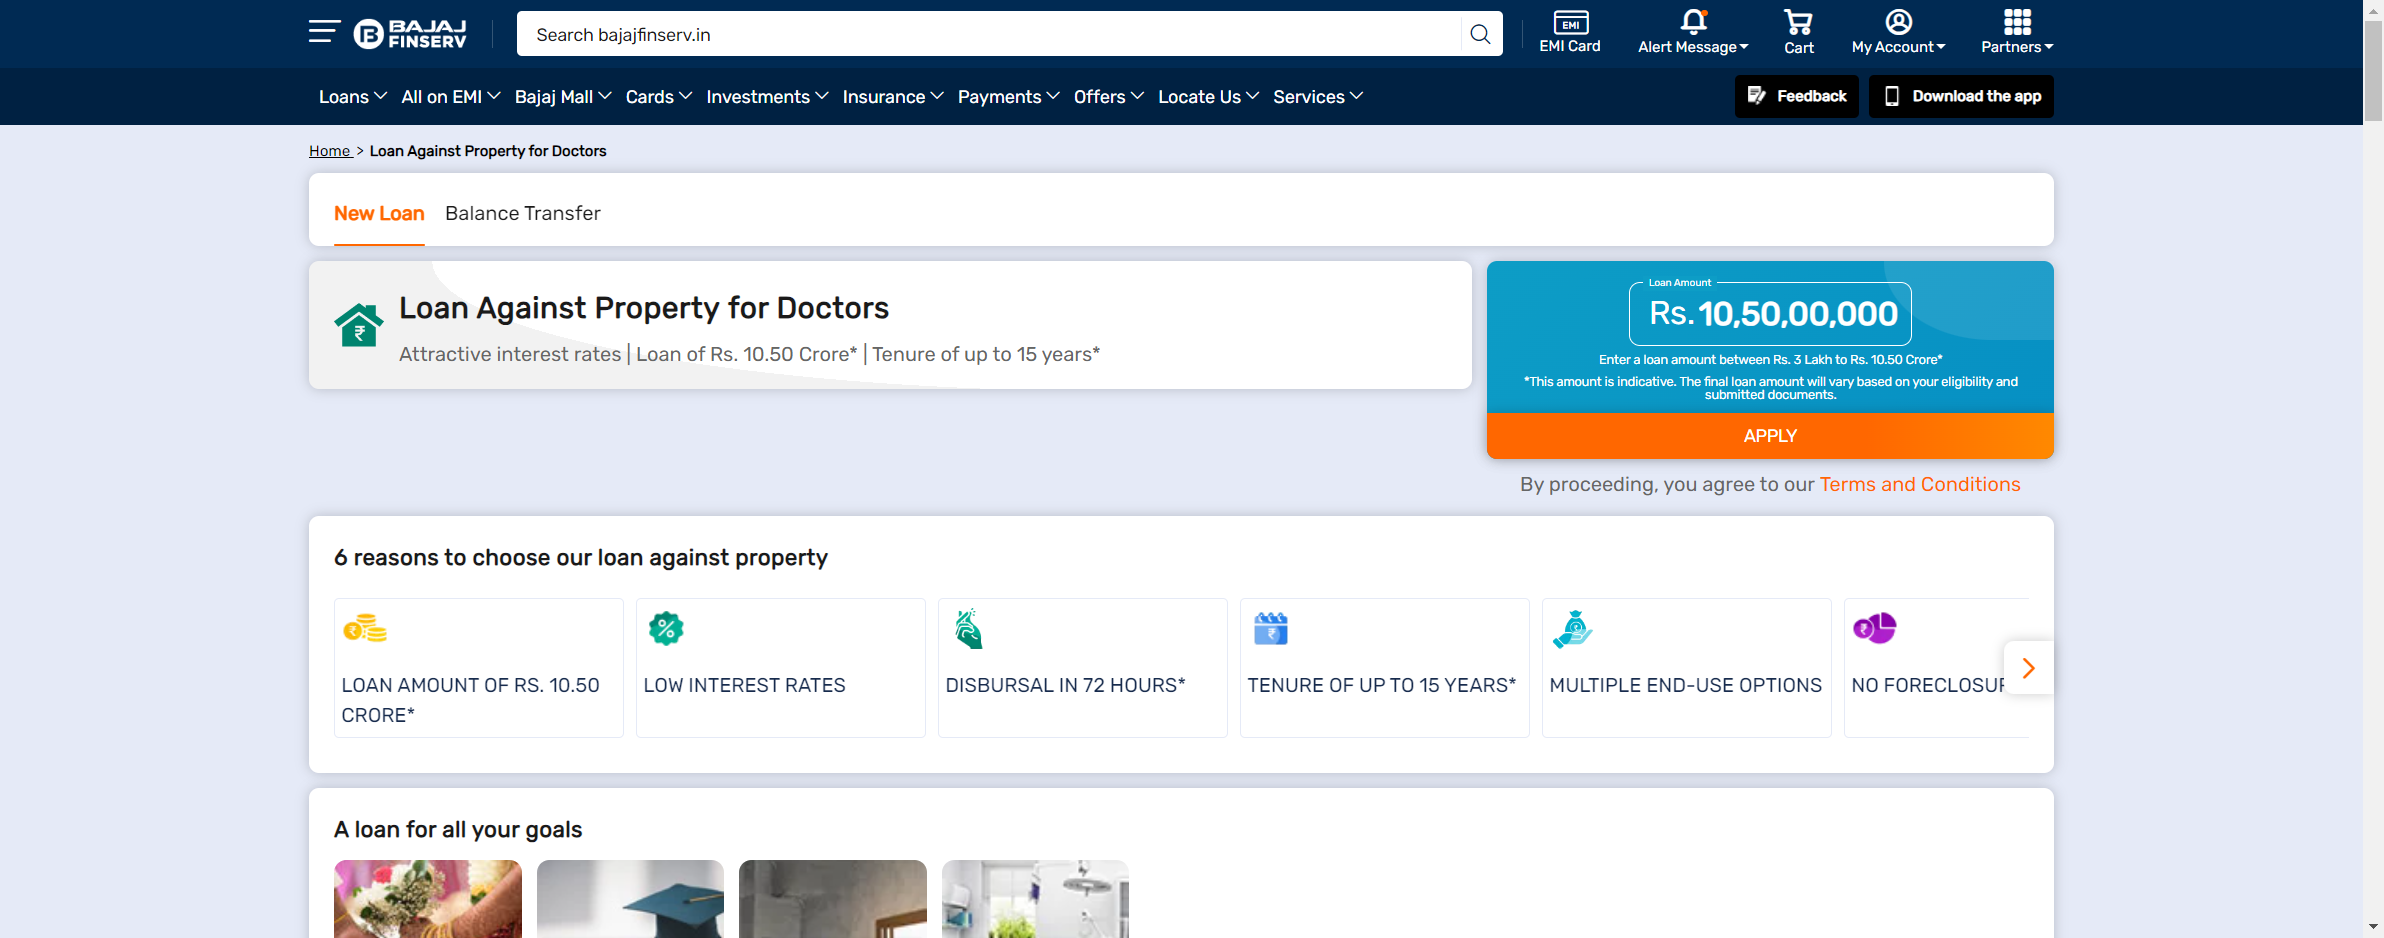 BAJAJ
FINSERV
Search bajajfinserv.in
EMI
EMI Card
Alert Message
Cart
My Account
Partners
Loans
All on EMI
Bajaj Mall
Cards
Investments
Insurance
Payments
Offers
Locate Us
Services
Feedback
Download the app
Home > Loan Against Property for Doctors
New Loan
Balance Transfer
Loan Against Property for Doctors
Attractive interest rates | Loan of Rs. 10.50 Crore* | Tenure of up to 15 years*
Loan Amount
Rs. 10,50,00,000
Enter a loan amount between Rs. 3 Lakh to Rs. 10.50 Crore*
*This amount is indicative. The final loan amount will vary based on your eligibility and
submitted documents.
APPLY
By proceeding, you agree to our Terms and Conditions
6 reasons to choose our loan against property
LOAN AMOUNT OF RS. 10.50
CRORE*
LOW INTEREST RATES
DISBURSAL IN 72 HOURS*
TENURE OF UP TO 15 YEARS*
MULTIPLE END-USE OPTIONS
NO
A loan for all your goals